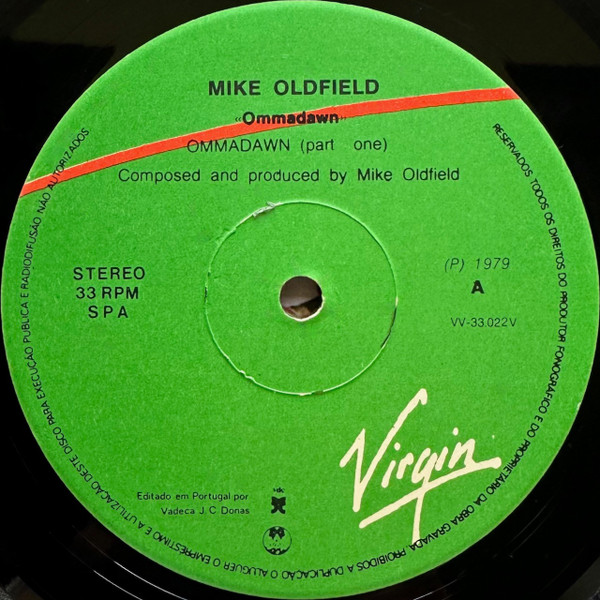 MIKE OLDFIELD
«Ommadawn»
OMMADAWN (part one)
Composed and produced by Mike Oldfield
STEREO
33 RPM
SPA
(P) 1979
A
VV-33.022V
Virgin
Editado em Portugal por
Vadeca J. C. Donas
RESERVADOS TODOS OS DIREITOS DO PRODUTOR FONOGRÁFICO E DO PROPRIETÁRIO DA OBRA GRAVADA. PROIBIDOS A DUPLICAÇÃO O ALUGUER O EMPRÉSTIMO E A UTILIZAÇÃO DESTE DISCO PARA EXECUÇÃO PÚBLICA E RADIODIFUSÃO NÃO AUTORIZADOS